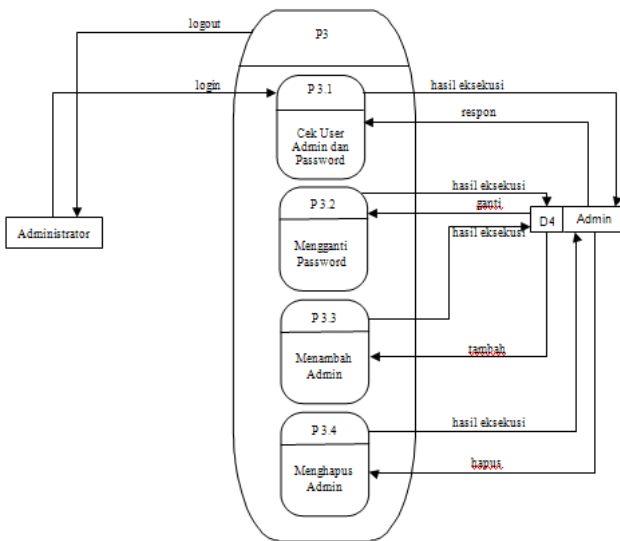 logout
P3
login
P 3.1
hasil eksekusi
respon
Cek User
Admin dan
Password
hasil eksekusi
P 3.2
ganti
D4
Admin
Administrator
hasil eksekusi
Mengganti
Password
P 3.3
tambah
Menambah
Admin
hasil eksekusi
P 3.4
hapus
Menghapus
Admin